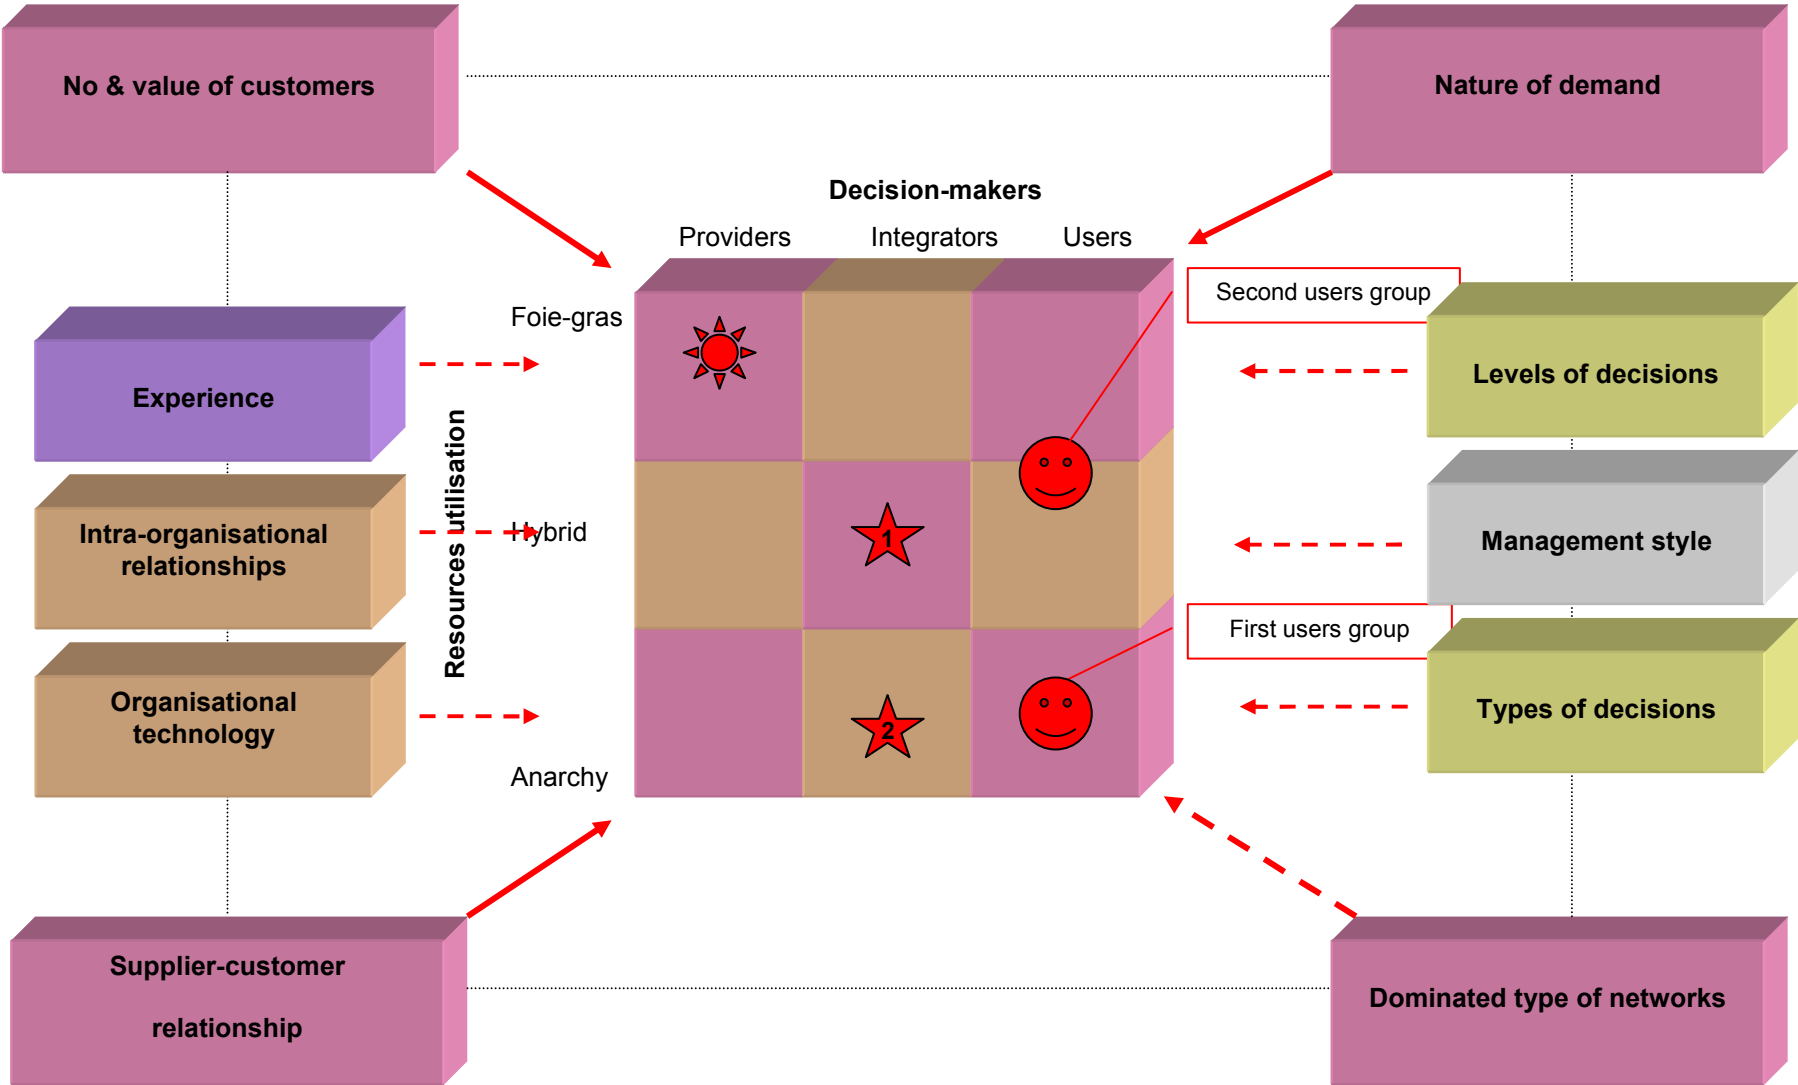 No & value of customers
Nature of demand
Decision-makers
Providers
Integrators
Users
Second users group
Foie-gras
Experience
Levels of decisions
Resources utilisation
Intra-organisational
relationships
Hybrid
1
Management style
First users group
Organisational
technology
2
Types of decisions
Anarchy
Supplier-customer
relationship
Dominated type of networks